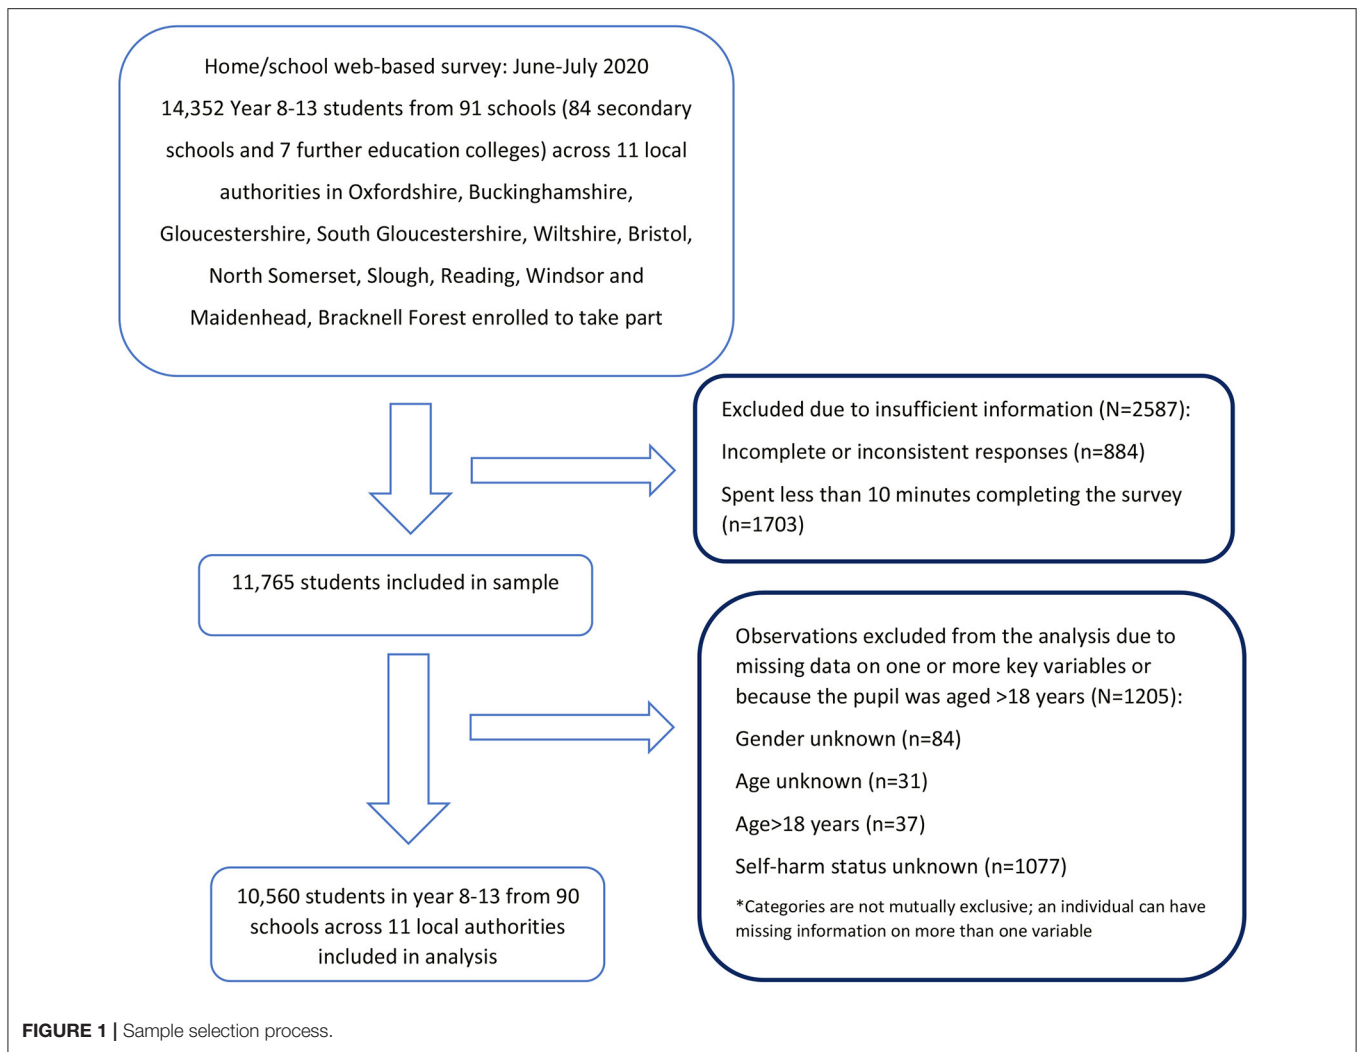 Home/school web-based survey: June-July 2020
14,352 Year 8-13 students from 91 schools (84 secondary
schools and 7 further education colleges) across 11 local
authorities in Oxfordshire, Buckinghamshire,
Gloucestershire, South Gloucestershire, Wiltshire, Bristol,
North Somerset, Slough, Reading, Windsor and
Maidenhead, Bracknell Forest enrolled to take part
Excluded due to insufficient information (N=2587):
Incomplete or inconsistent responses (n=884)
Spent less than 10 minutes completing the survey
(n=1703)
11,765 students included in sample
Observations excluded from the analysis due to
missing data on one or more key variables or
because the pupil was aged >18 years (N=1205):
Gender unknown (n=84)
Age unknown (n=31)
Age>18 years (n=37)
Self-harm status unknown (n=1077)
*Categories are not mutually exclusive; an individual can have
missing information on more than one variable
10,560 students in year 8-13 from 90
schools across 11 local authorities
included in analysis
FIGURE 1 | Sample selection process.